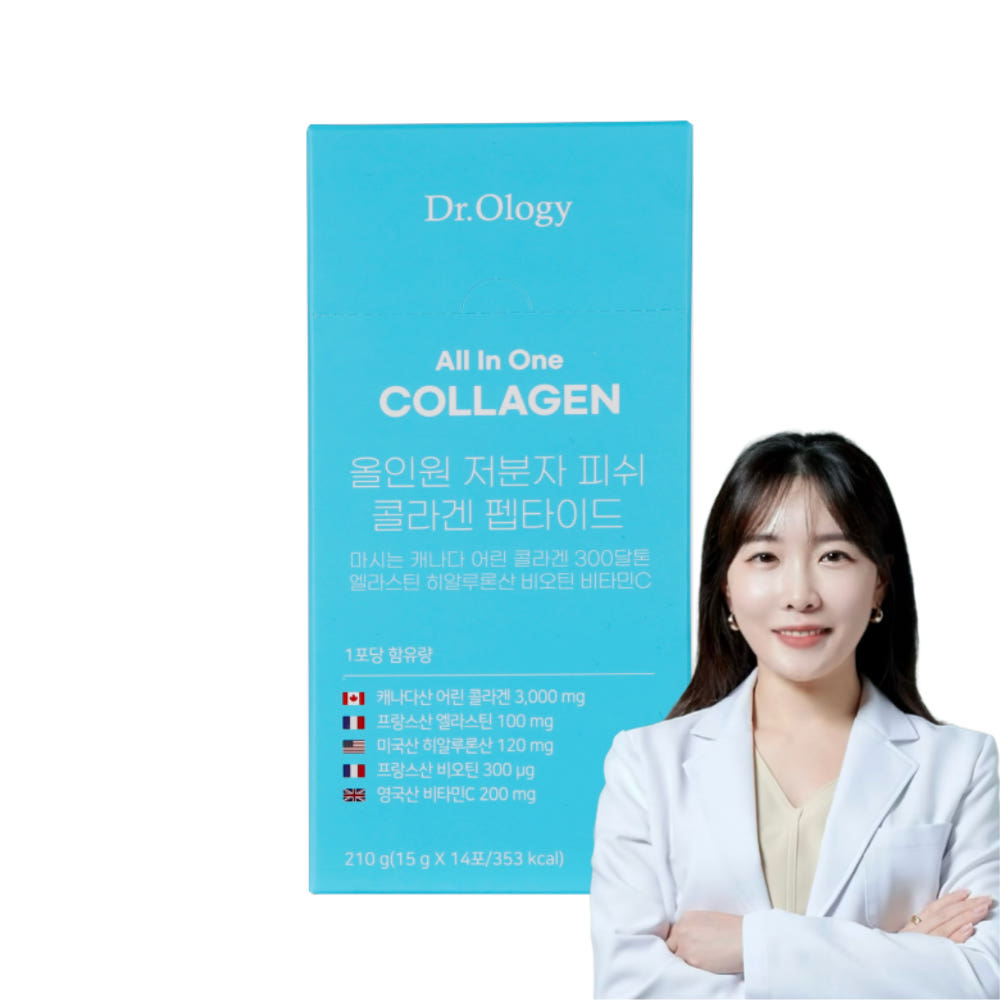 Dr.Ology
All In One
COLLAGEN
올인원 저분자 피쉬
콜라겐 펩타이드
마시는 캐나다 어린 콜라겐 300달톤
엘라스틴 히알루론산 비오틴 비타민C
1포당 함유량
캐나다산 어린 콜라겐 3,000 mg
프랑스산 엘라스틴 100 mg
미국산 히알루론산 120 mg
프랑스산 비오틴 300 μg
영국산 비타민C 200 mg
210 g(15 g X 14포/353 kcal)